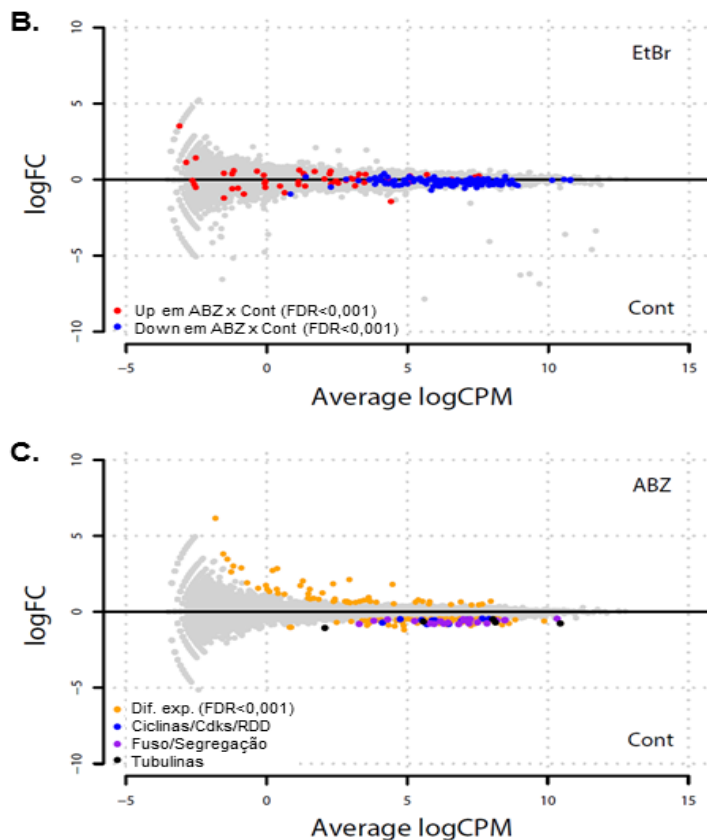 B.
10
EtBr
5
logFC
0
−5
Up em ABZ x Cont (FDR<0,001)
Cont
Down em ABZ x Cont (FDR<0,001)
−10
−5
0
5
10
15
Average logCPM
C.
10
ABZ
5
logFC
0
−5
Dif. exp. (FDR<0,001)
Ciclinas/Cdks/RDD
Fuso/Segregação
Cont
Tubulinas
−10
−5
0
5
10
15
Average logCPM